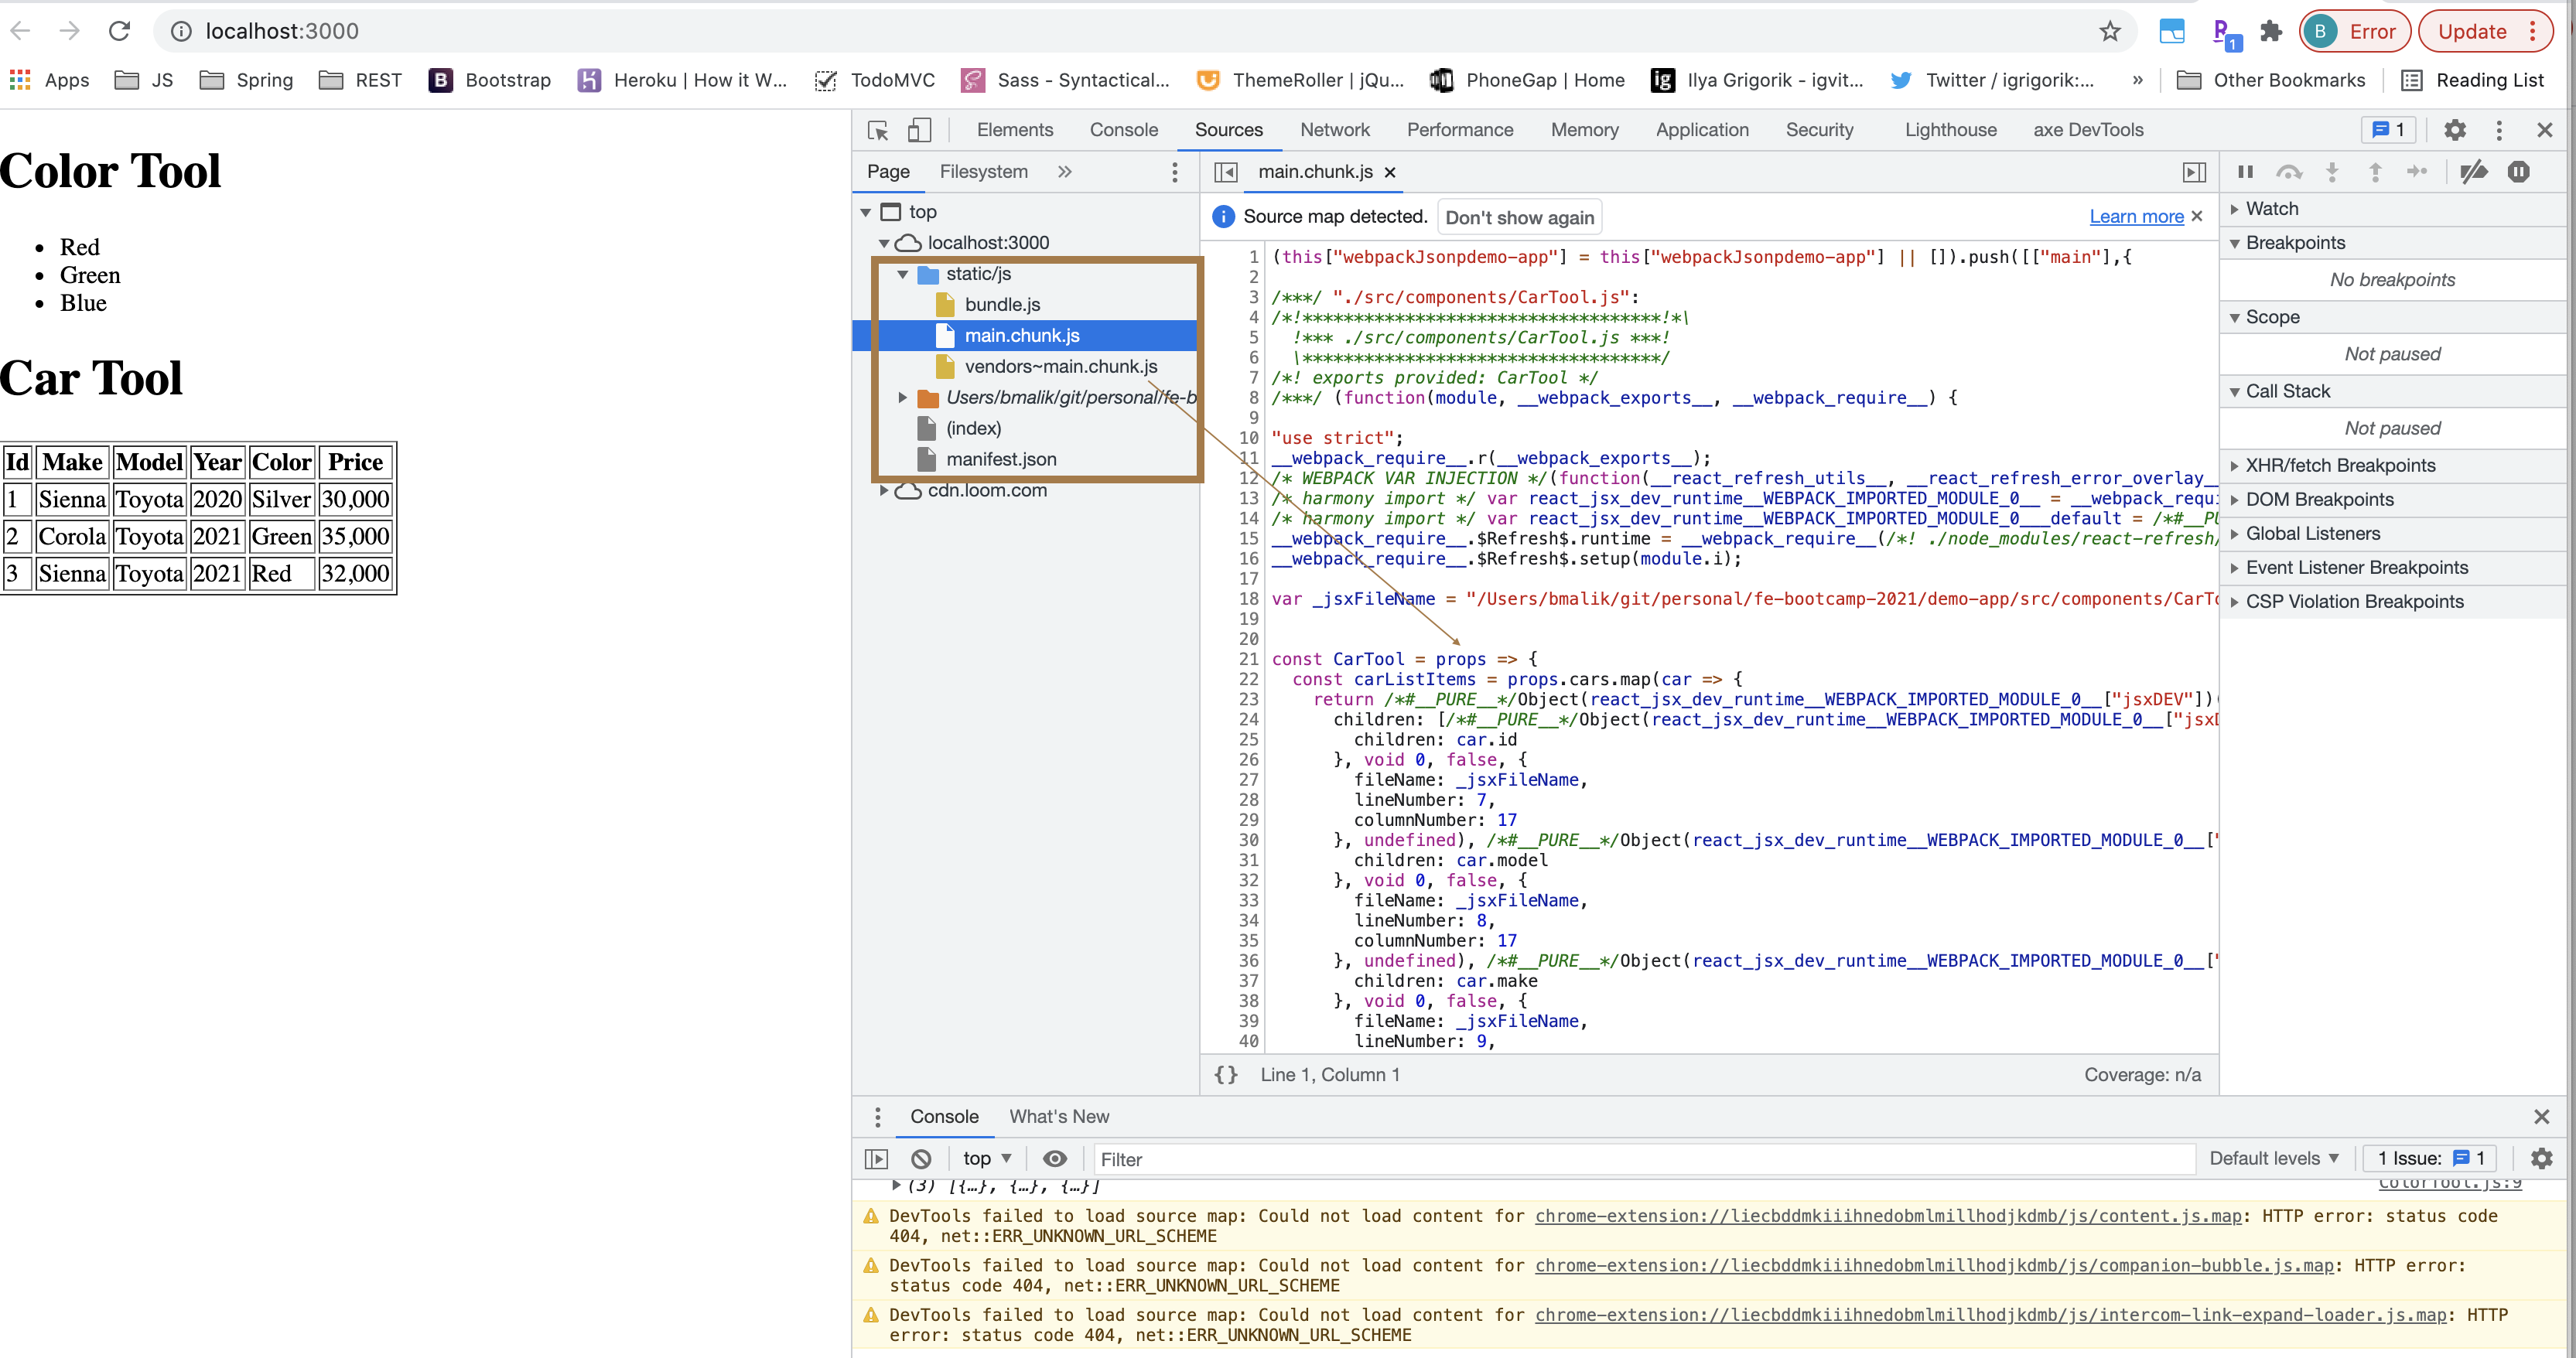 localhost:3000
B Error Update
Apps JS Spring REST Bootstrap Heroku | How it W... TodoMVC Sass - Syntactical... ThemeRoller | jQu... PhoneGap | Home Ilya Grigorik - igvit... Twitter / igrigorik:... » Other Bookmarks Reading List
Color Tool
Red
Green
Blue
Car Tool
Id Make Model Year Color Price
1 Sienna Toyota 2020 Silver 30,000
2 Corola Toyota 2021 Green 35,000
3 Sienna Toyota 2021 Red 32,000
Elements Console Sources Network Performance Memory Application Security Lighthouse axe DevTools 1
Page Filesystem »
top
localhost:3000
static/js
bundle.js
main.chunk.js
vendors~main.chunk.js
Users/bmalik/git/personal/fe-b
(index)
manifest.json
cdn.loom.com
main.chunk.js
Source map detected. Don't show again Learn more
1 (this["webpackJsonpdemo-app"] = this["webpackJsonpdemo-app"] || []).push([["main"],{
2
3 /***/ "./src/components/CarTool.js":
4 /*!***********************************!*\
5 !*** ./src/components/CarTool.js ***!
6 \***********************************/
7 /*! exports provided: CarTool */
8 /***/ (function(module, __webpack_exports__, __webpack_require__) {
9
10 "use strict";
11 __webpack_require__.r(__webpack_exports__);
12 /* WEBPACK VAR INJECTION */(function(__react_refresh_utils__, __react_refresh_error_overlay__
13 /* harmony import */ var react_jsx_dev_runtime__WEBPACK_IMPORTED_MODULE_0__ = __webpack_requi
14 /* harmony import */ var react_jsx_dev_runtime__WEBPACK_IMPORTED_MODULE_0___default = /*#__PU
15 __webpack_require__.$Refresh$.runtime = __webpack_require__(/*! ./node_modules/react-refresh/
16 __webpack_require__.$Refresh$.setup(module.i);
17
18 var _jsxFileName = "/Users/bmalik/git/personal/fe-bootcamp-2021/demo-app/src/components/CarTo
19
20
21 const CarTool = props => {
22 const carListItems = props.cars.map(car => {
23 return /*#__PURE__*/Object(react_jsx_dev_runtime__WEBPACK_IMPORTED_MODULE_0__["jsxDEV"])(
24 children: [/*#__PURE__*/Object(react_jsx_dev_runtime__WEBPACK_IMPORTED_MODULE_0__["jsxD
25 children: car.id
26 }, void 0, false, {
27 fileName: _jsxFileName,
28 lineNumber: 7,
29 columnNumber: 17
30 }, undefined), /*#__PURE__*/Object(react_jsx_dev_runtime__WEBPACK_IMPORTED_MODULE_0__["
31 children: car.model
32 }, void 0, false, {
33 fileName: _jsxFileName,
34 lineNumber: 8,
35 columnNumber: 17
36 }, undefined), /*#__PURE__*/Object(react_jsx_dev_runtime__WEBPACK_IMPORTED_MODULE_0__["
37 children: car.make
38 }, void 0, false, {
39 fileName: _jsxFileName,
40 lineNumber: 9,
{} Line 1, Column 1 Coverage: n/a
Watch
Breakpoints
No breakpoints
Scope
Not paused
Call Stack
Not paused
XHR/fetch Breakpoints
DOM Breakpoints
Global Listeners
Event Listener Breakpoints
CSP Violation Breakpoints
Console What's New
top Filter Default levels 1 Issue: 1
(3) [{…}, {…}, {…}] ColorTool.js:9
DevTools failed to load source map: Could not load content for chrome-extension://liecbddmkiiihnedobmlmillhodjkdmb/js/content.js.map: HTTP error: status code
404, net::ERR_UNKNOWN_URL_SCHEME
DevTools failed to load source map: Could not load content for chrome-extension://liecbddmkiiihnedobmlmillhodjkdmb/js/companion-bubble.js.map: HTTP error:
status code 404, net::ERR_UNKNOWN_URL_SCHEME
DevTools failed to load source map: Could not load content for chrome-extension://liecbddmkiiihnedobmlmillhodjkdmb/js/intercom-link-expand-loader.js.map: HTTP
error: status code 404, net::ERR_UNKNOWN_URL_SCHEME